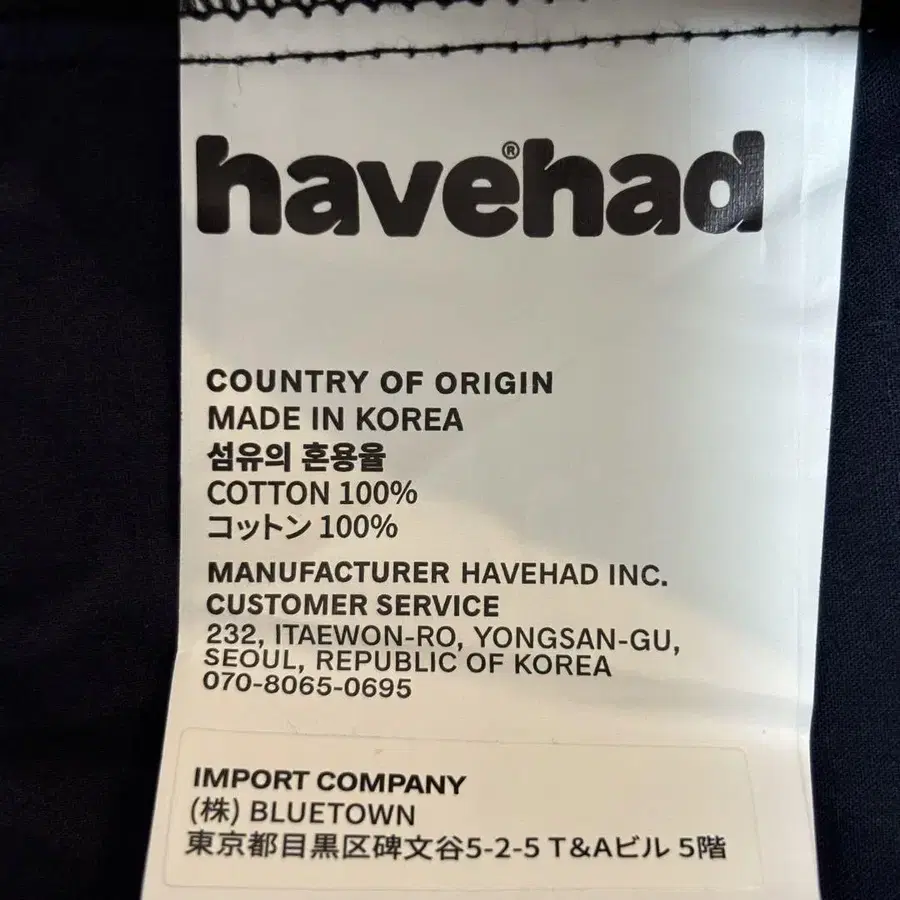 havehad®
COUNTRY OF ORIGIN
MADE IN KOREA
섬유의 혼용율
COTTON 100%
コットン 100%
MANUFACTURER HAVEHAD INC.
CUSTOMER SERVICE
232, ITAEWON-RO, YONGSAN-GU,
SEOUL, REPUBLIC OF KOREA
070-8065-0695
IMPORT COMPANY
(株) BLUETOWN
東京都目黒区碑文谷5-2-5 T&Aビル 5階